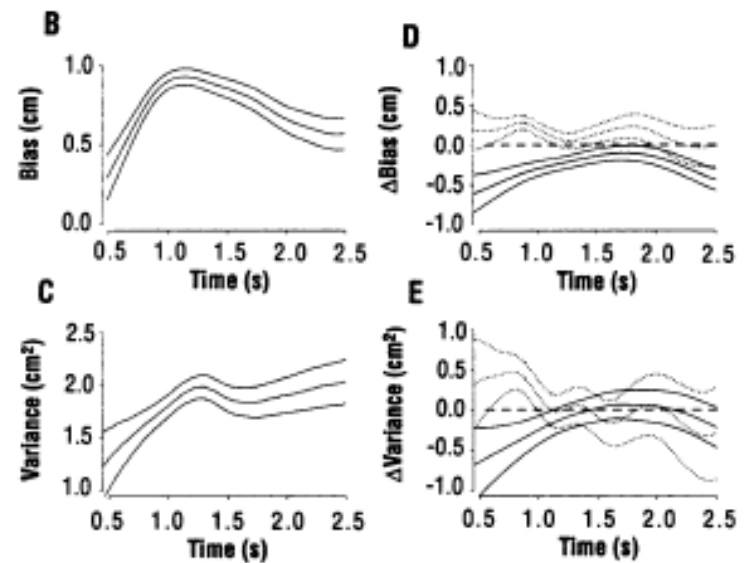 B
Bias (cm)
1.0
0.5
0.0
0.5 1.0 1.5 2.0 2.5
Time (s)
D
ΔBias (cm)
1.0
0.5
0.0
-0.5
-1.0
0.5 1.0 1.5 2.0 2.5
Time (s)
C
Variance (cm²)
2.5
2.0
1.5
1.0
0.5 1.0 1.5 2.0 2.5
Time (s)
E
ΔVariance (cm²)
1.0
0.5
0.0
-0.5
-1.0
0.5 1.0 1.5 2.0 2.5
Time (s)